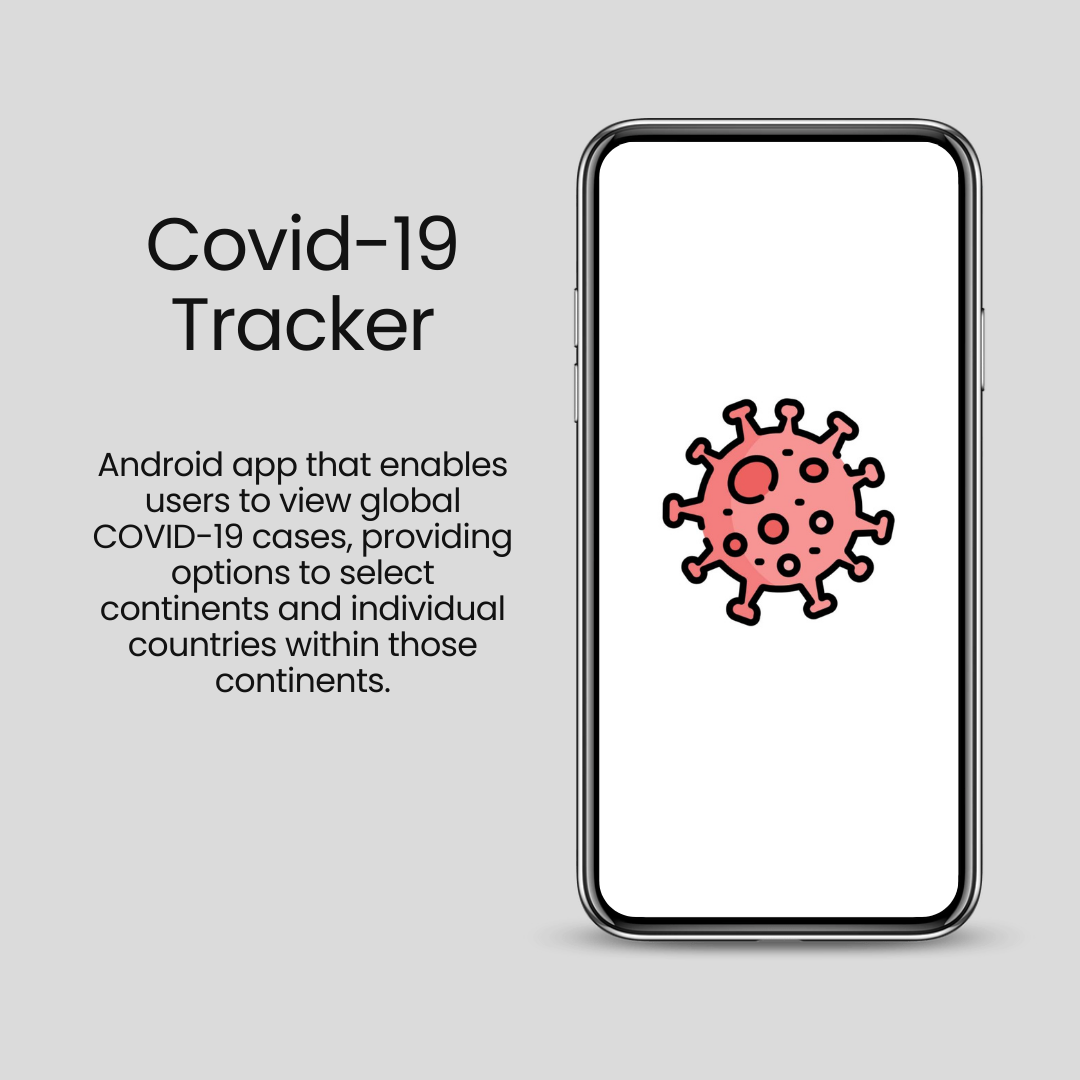 Covid-19
Tracker
Android app that enables
users to view global
COVID-19 cases, providing
options to select
continents and individual
countries within those
continents.